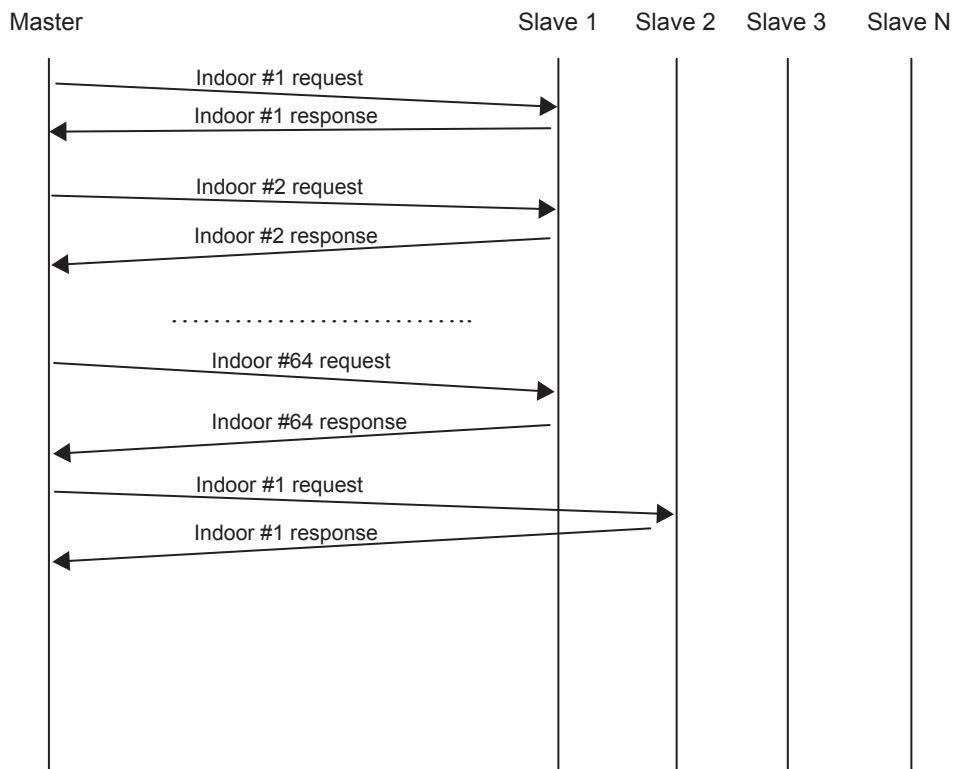 Master Slave 1 Slave 2 Slave 3 Slave N
Indoor #1 request
Indoor #1 response
Indoor #2 request
Indoor #2 response
Indoor #64 request
Indoor #64 response
Indoor #1 request
Indoor #1 response